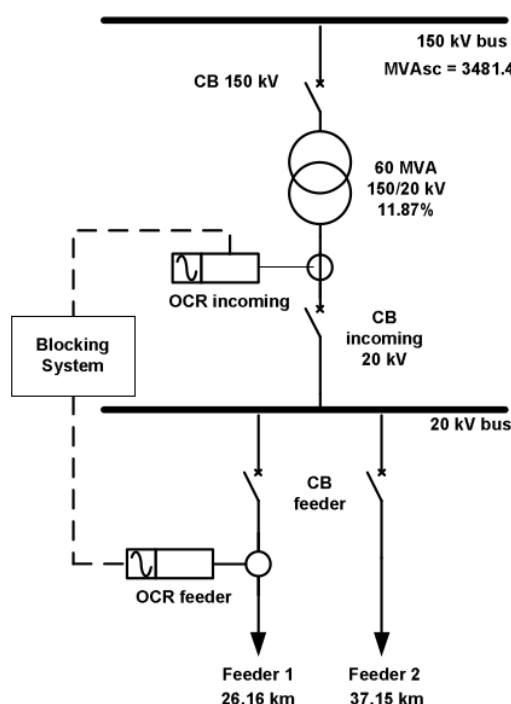 150 kV bus
MVAsc = 3481.4
CB 150 kV
60 MVA
150/20 kV
11.87%
OCR incoming
CB
incoming
20 kV
Blocking
System
20 kV bus
CB
feeder
OCR feeder
Feeder 1
26.16 km
Feeder 2
37.15 km